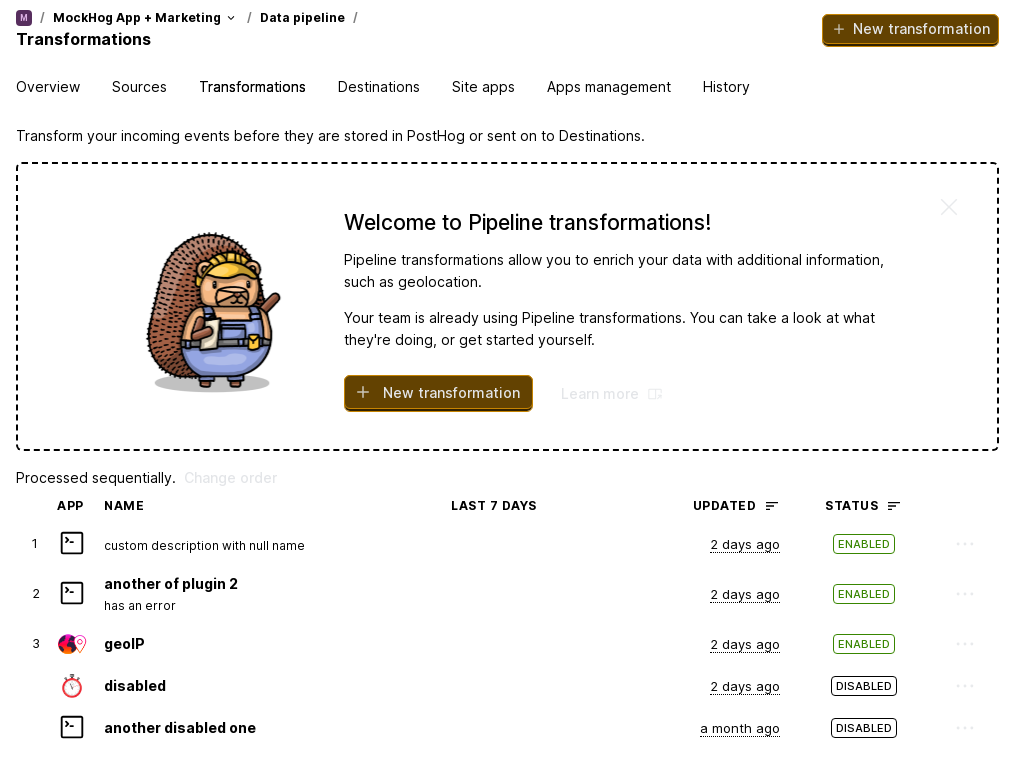 M / MockHog App + Marketing / Data pipeline /
Transformations
+ New transformation
Overview Sources Transformations Destinations Site apps Apps management History
Transform your incoming events before they are stored in PostHog or sent on to Destinations.
Welcome to Pipeline transformations!
Pipeline transformations allow you to enrich your data with additional information,
such as geolocation.
Your team is already using Pipeline transformations. You can take a look at what
they're doing, or get started yourself.
+ New transformation Learn more
Processed sequentially. Change order
APP NAME LAST 7 DAYS UPDATED STATUS
1 custom description with null name 2 days ago ENABLED
2 another of plugin 2 2 days ago ENABLED
has an error
3 geoIP 2 days ago ENABLED
disabled 2 days ago DISABLED
another disabled one a month ago DISABLED